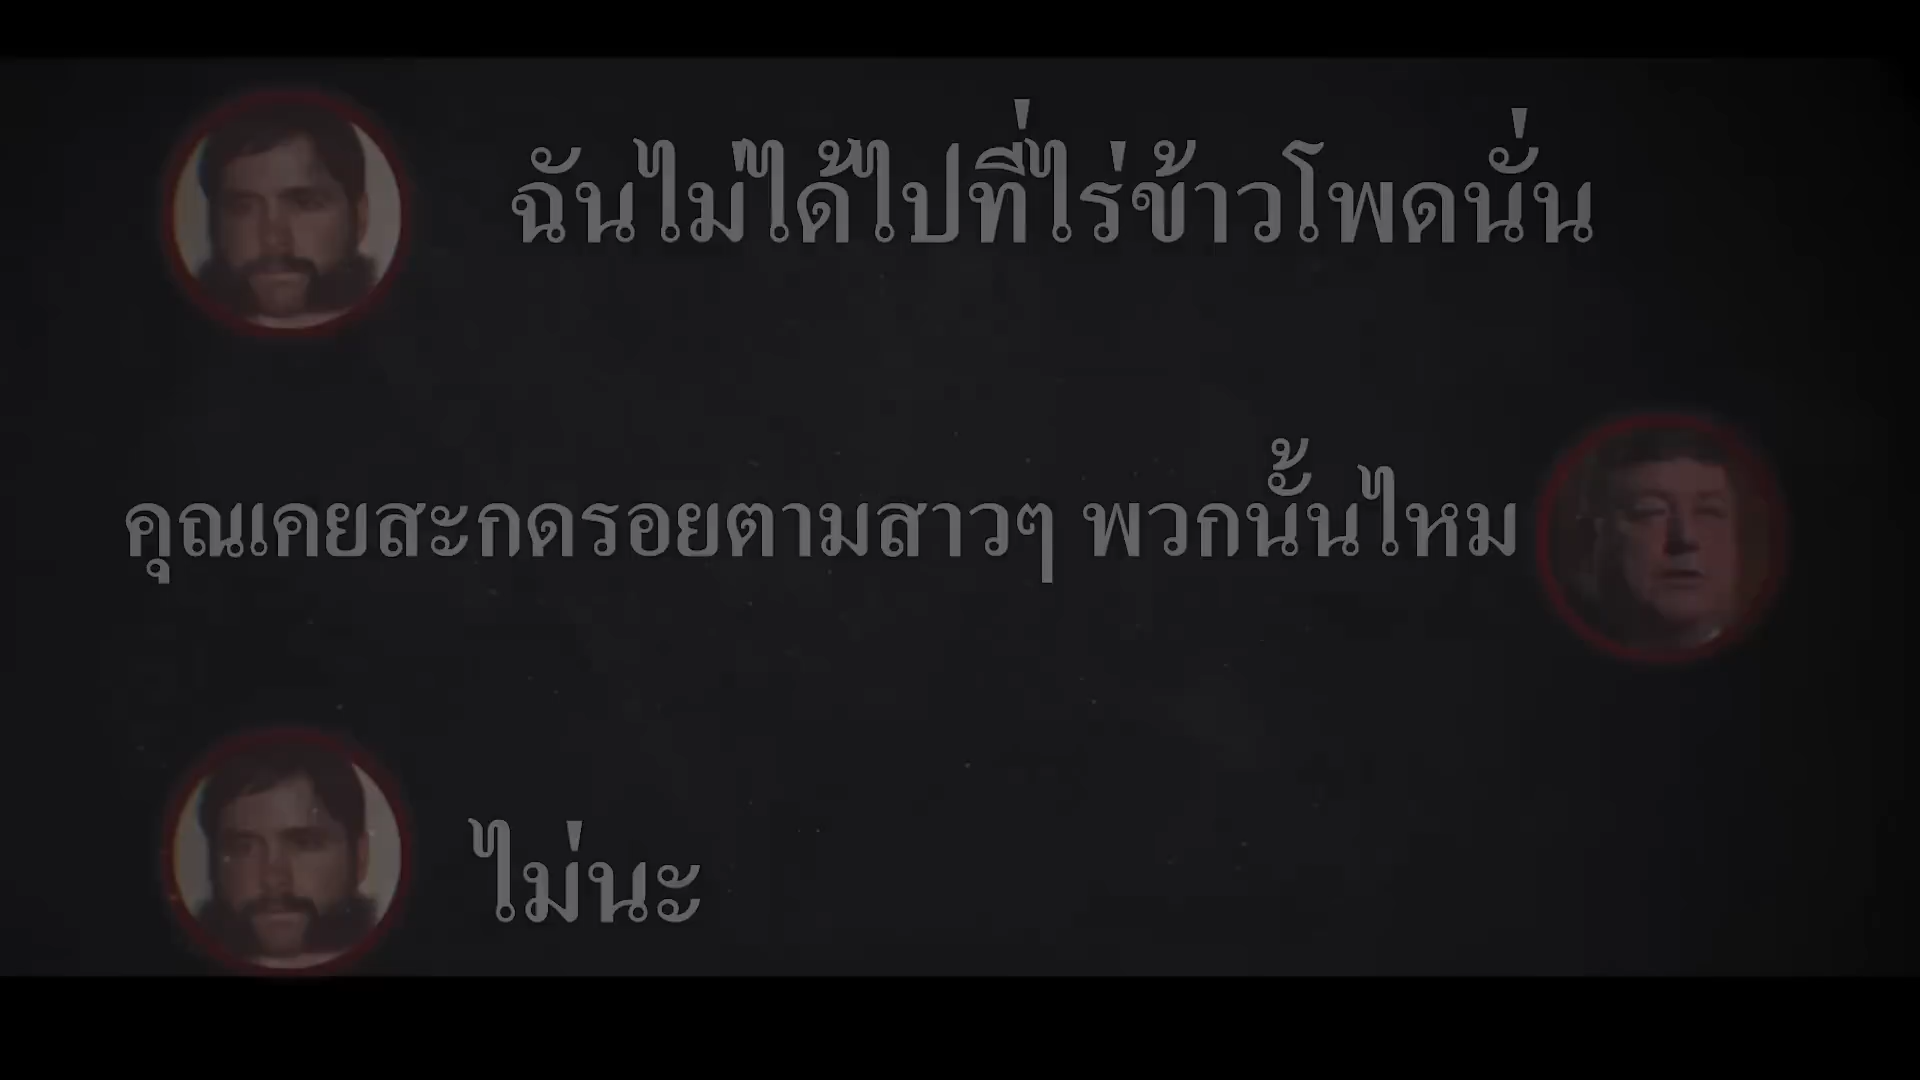 ฉันไม่ได้ไปที่ไร่ข้าวโพดนั่น
คุณเคยสะกดรอยตามสาวๆ พวกนั้นไหม
ไม่นะ